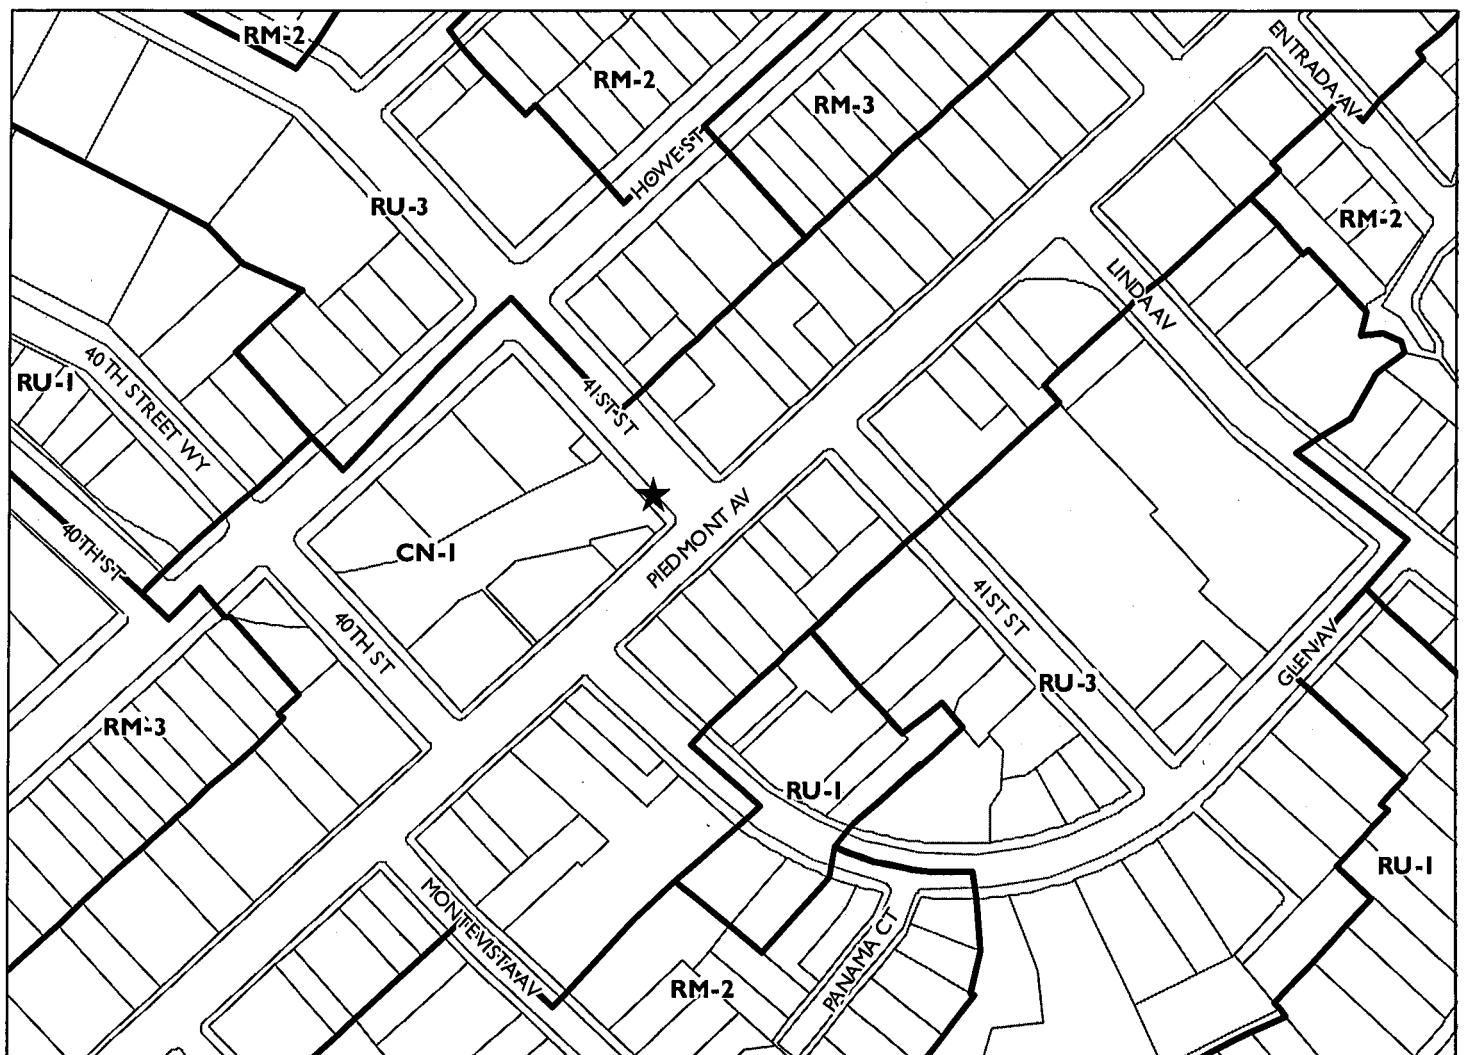 RM-2
ENTRADA AV
RM-2
RM-3
HOWE ST
RU-3
RM-2
LINDA AV
40TH STREET WY
RU-1
41ST ST
40TH ST
CN-1
PIEDMONT AV
41ST ST
40TH ST
GLEN AV
RU-3
RM-3
RU-1
RU-1
MONTE VISTA AV
PANAMA CT
RM-2